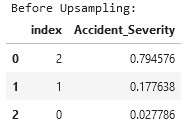 Before Upsampling:
index Accident_Severity
0 2 0.794576
1 1 0.177638
2 0 0.027786